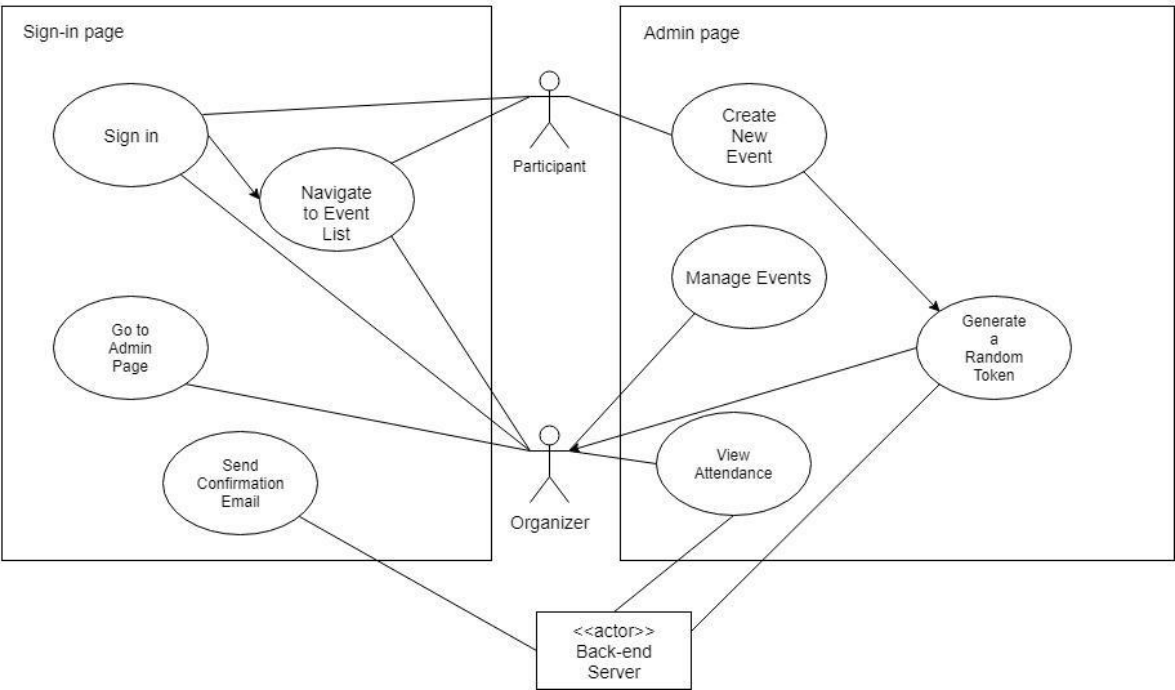 Sign-in page
Admin page
Sign in
Participant
Create
New
Event
Navigate
to Event
List
Manage Events
Go to
Admin
Page
Generate
a
Random
Token
Send
Confirmation
Email
Organizer
View
Attendance
<<actor>>
Back-end
Server